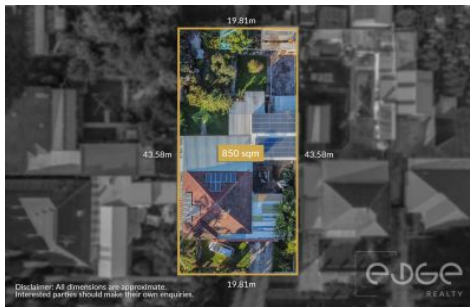 19.81m
43.58m
850 sqm
43.58m
19.81m
Disclaimer: All dimensions are approximate.
Interested parties should make their own enquiries.
edge
REALTY